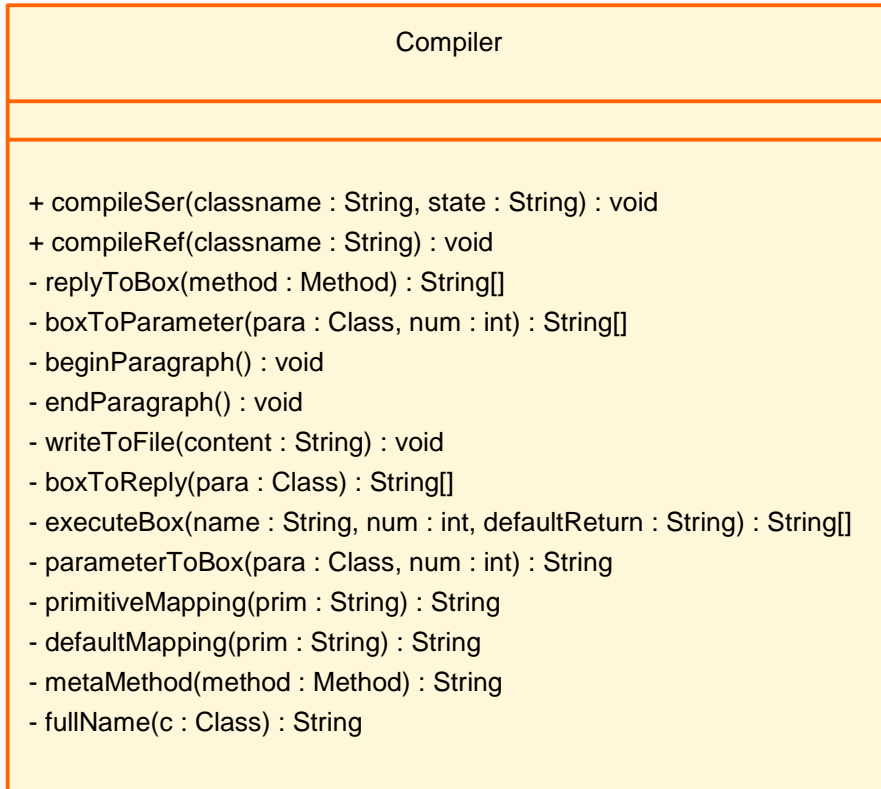 Compiler
+ compileSer(classname : String, state : String) : void
+ compileRef(classname : String) : void
- replyToBox(method : Method) : String[]
- boxToParameter(para : Class, num : int) : String[]
- beginParagraph() : void
- endParagraph() : void
- writeToFile(content : String) : void
- boxToReply(para : Class) : String[]
- executeBox(name : String, num : int, defaultReturn : String) : String[]
- parameterToBox(para : Class, num : int) : String
- primitiveMapping(prim : String) : String
- defaultMapping(prim : String) : String
- metaMethod(method : Method) : String
- fullName(c : Class) : String